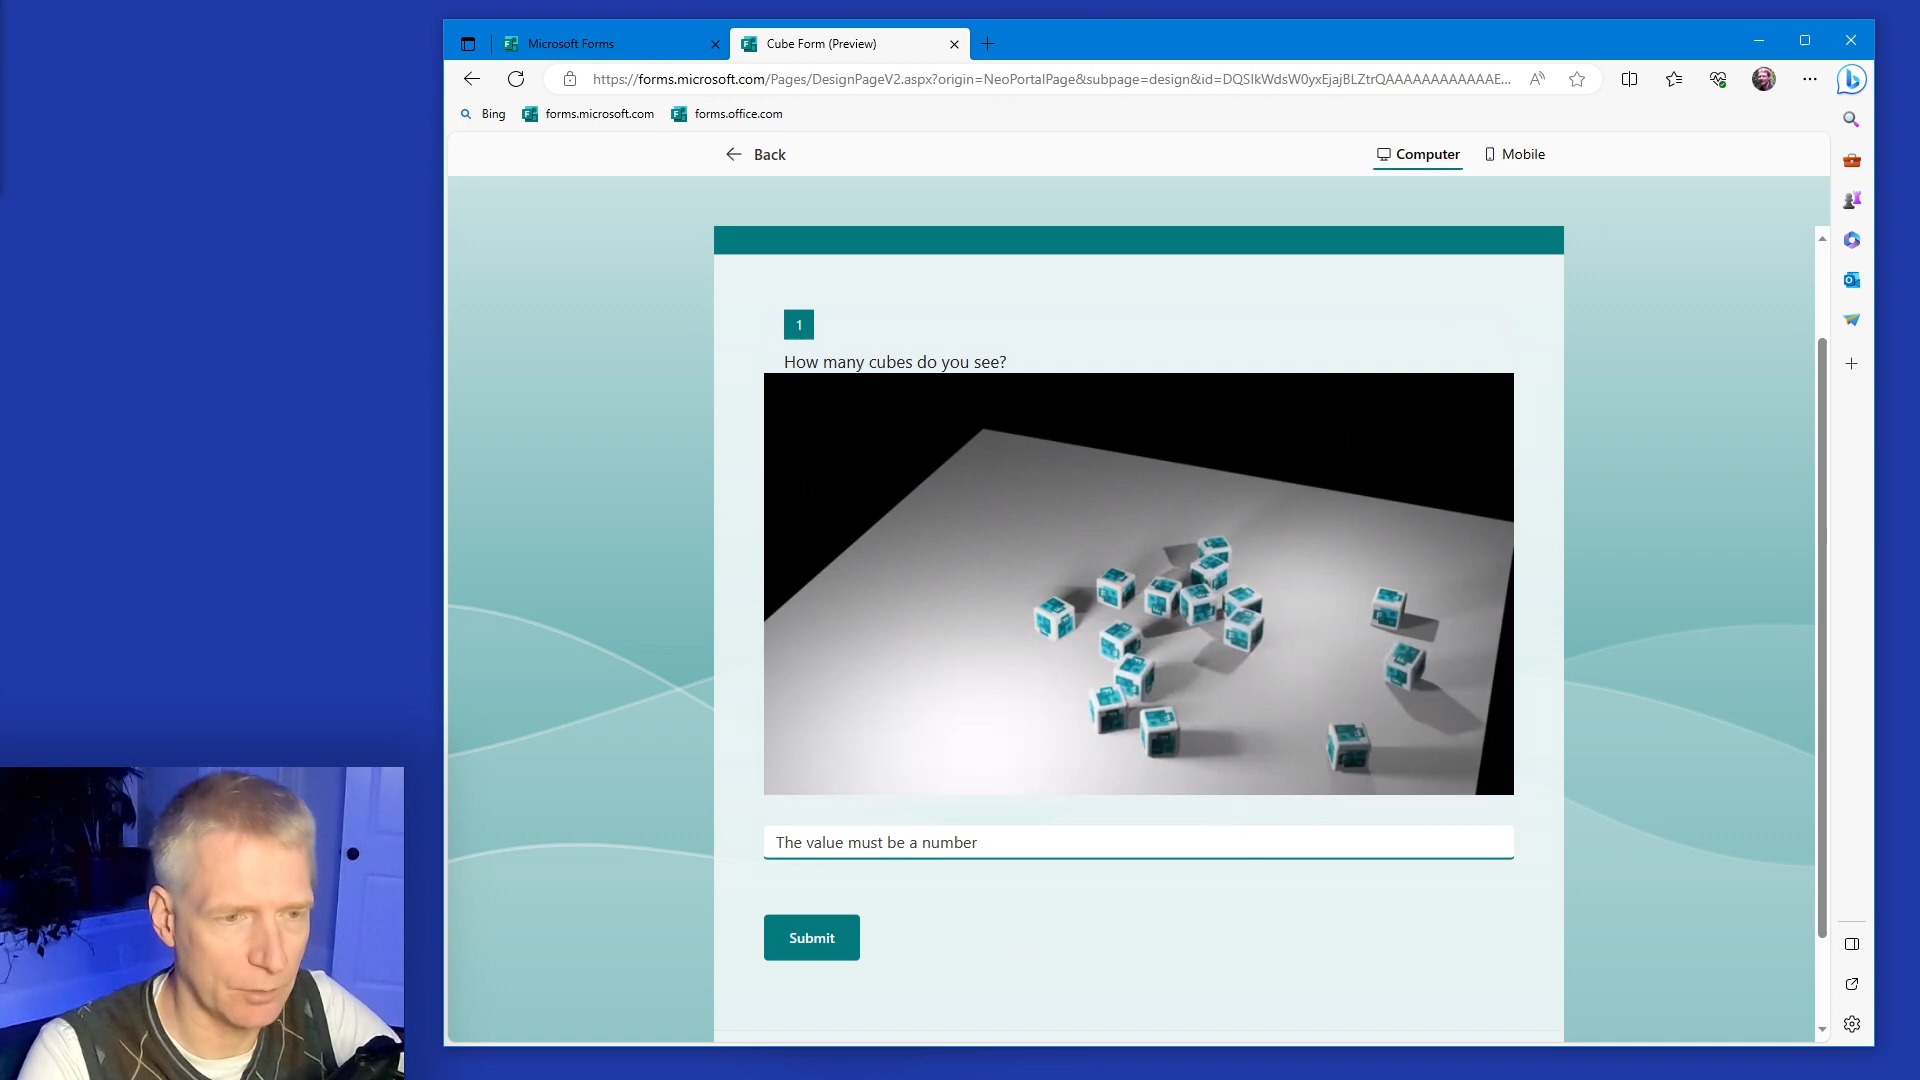 Microsoft Forms
Cube Form (Preview)
https://forms.microsoft.com/Pages/DesignPageV2.aspx?origin=NeoPortalPage&subpage=design&id=DQSIkWdsW0yxEjajBLZtrQAAAAAAAAAAAAE...
Bing
forms.microsoft.com
forms.office.com
Back
Computer
Mobile
1
How many cubes do you see?
The value must be a number
Submit